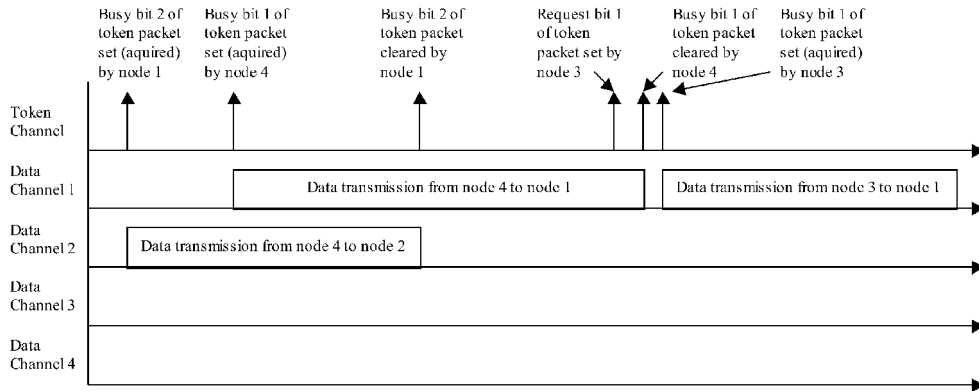 Busy bit 2 of
token packet
set (aquired)
by node 1
Busy bit 1 of
token packet
set (aquired)
by node 4
Busy bit 2 of
token packet
cleared by
node 1
Request bit 1
of token
packet set by
node 3
Busy bit 1 of
token packet
cleared by
node 4
Busy bit 1 of
token packet
set (aquired)
by node 3
Token
Channel
Data
Channel 1
Data transmission from node 4 to node 1
Data transmission from node 3 to node 1
Data
Channel 2
Data transmission from node 4 to node 2
Data
Channel 3
Data
Channel 4